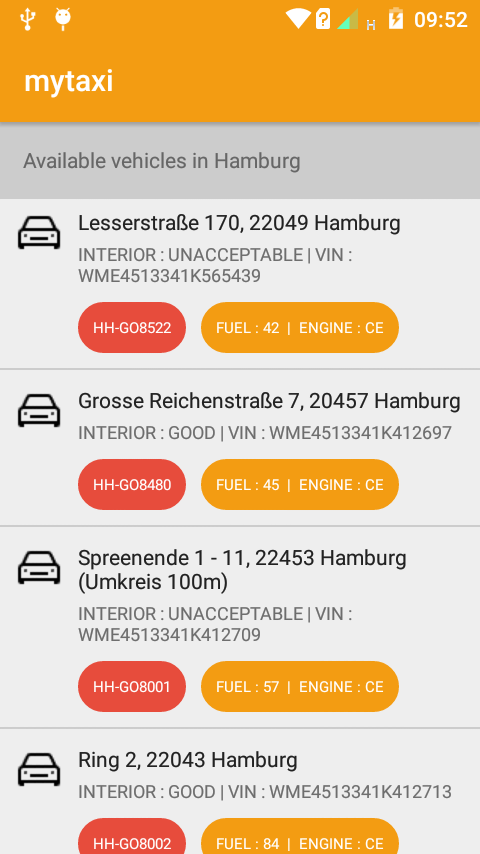 H
09:52
mytaxi
Available vehicles in Hamburg
Lesserstraße 170, 22049 Hamburg
INTERIOR : UNACCEPTABLE | VIN :
WME4513341K565439
HH-GO8522
FUEL : 42 | ENGINE : CE
Grosse Reichenstraße 7, 20457 Hamburg
INTERIOR : GOOD | VIN : WME4513341K412697
HH-GO8480
FUEL : 45 | ENGINE : CE
Spreenende 1 - 11, 22453 Hamburg
(Umkreis 100m)
INTERIOR : UNACCEPTABLE | VIN :
WME4513341K412709
HH-GO8001
FUEL : 57 | ENGINE : CE
Ring 2, 22043 Hamburg
INTERIOR : GOOD | VIN : WME4513341K412713
HH-GO8002
FUEL : 84 | ENGINE : CE